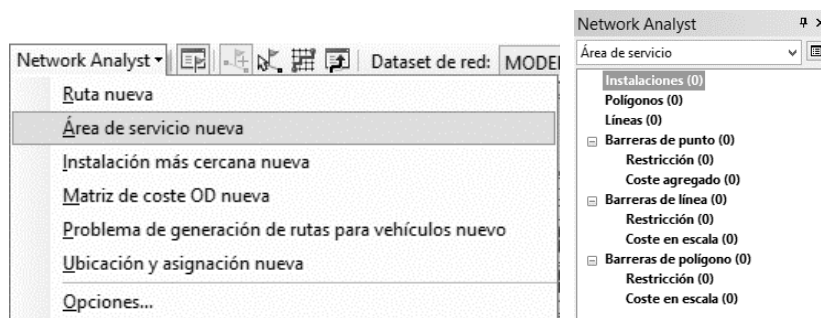 Network Analyst
Dataset de red: MODE
Ruta nueva
Área de servicio nueva
Instalación más cercana nueva
Matriz de coste OD nueva
Problema de generación de rutas para vehículos nuevo
Ubicación y asignación nueva
Opciones...
Network Analyst
Área de servicio
Instalaciones (0)
Polígonos (0)
Líneas (0)
Barreras de punto (0)
Restricción (0)
Coste agregado (0)
Barreras de línea (0)
Restricción (0)
Coste en escala (0)
Barreras de polígono (0)
Restricción (0)
Coste en escala (0)